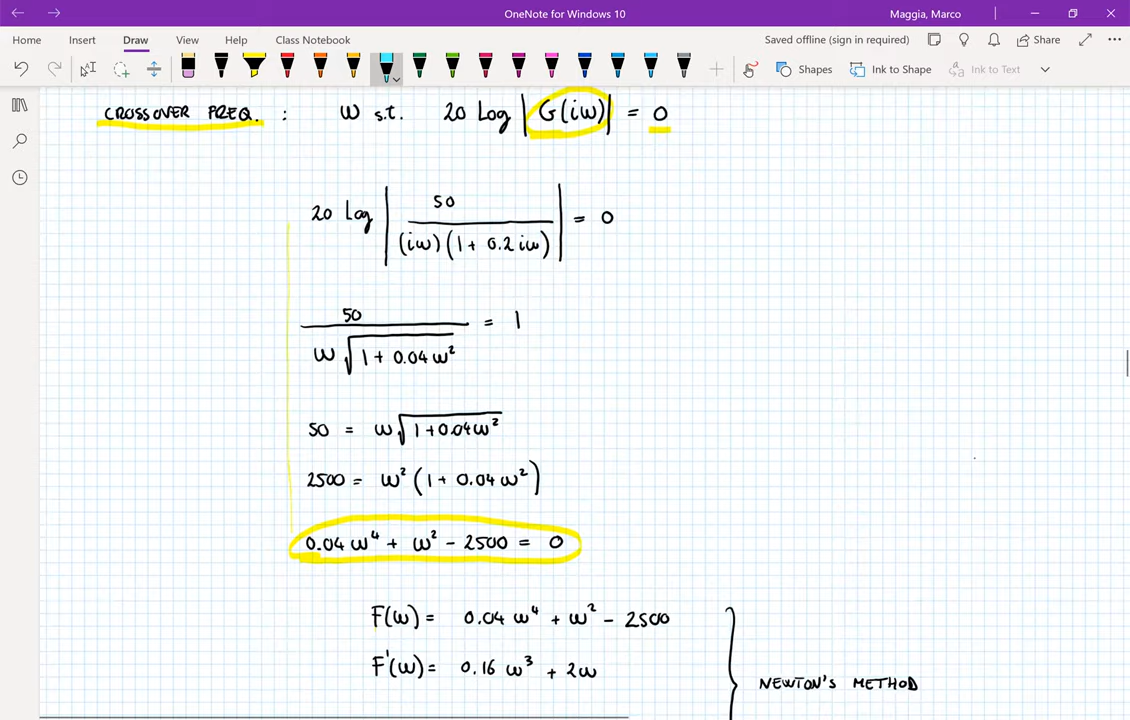 OneNote for Windows 10
Maggia, Marco
Home Insert Draw View Help Class Notebook
Saved offline (sign in required) Share
Shapes Ink to Shape Ink to Text
CROSSOVER FREQ. : ω s.t. 20 Log |G(iω)| = 0
20 Log | 50 / (iω)(1 + 0.2 iω) | = 0
50 / ω√(1 + 0.04 ω²) = 1
50 = ω√(1 + 0.04ω²)
2500 = ω² (1 + 0.04 ω²)
0.04 ω⁴ + ω² - 2500 = 0
F(ω) = 0.04 ω⁴ + ω² - 2500
F'(ω) = 0.16 ω³ + 2ω
NEWTON'S METHOD